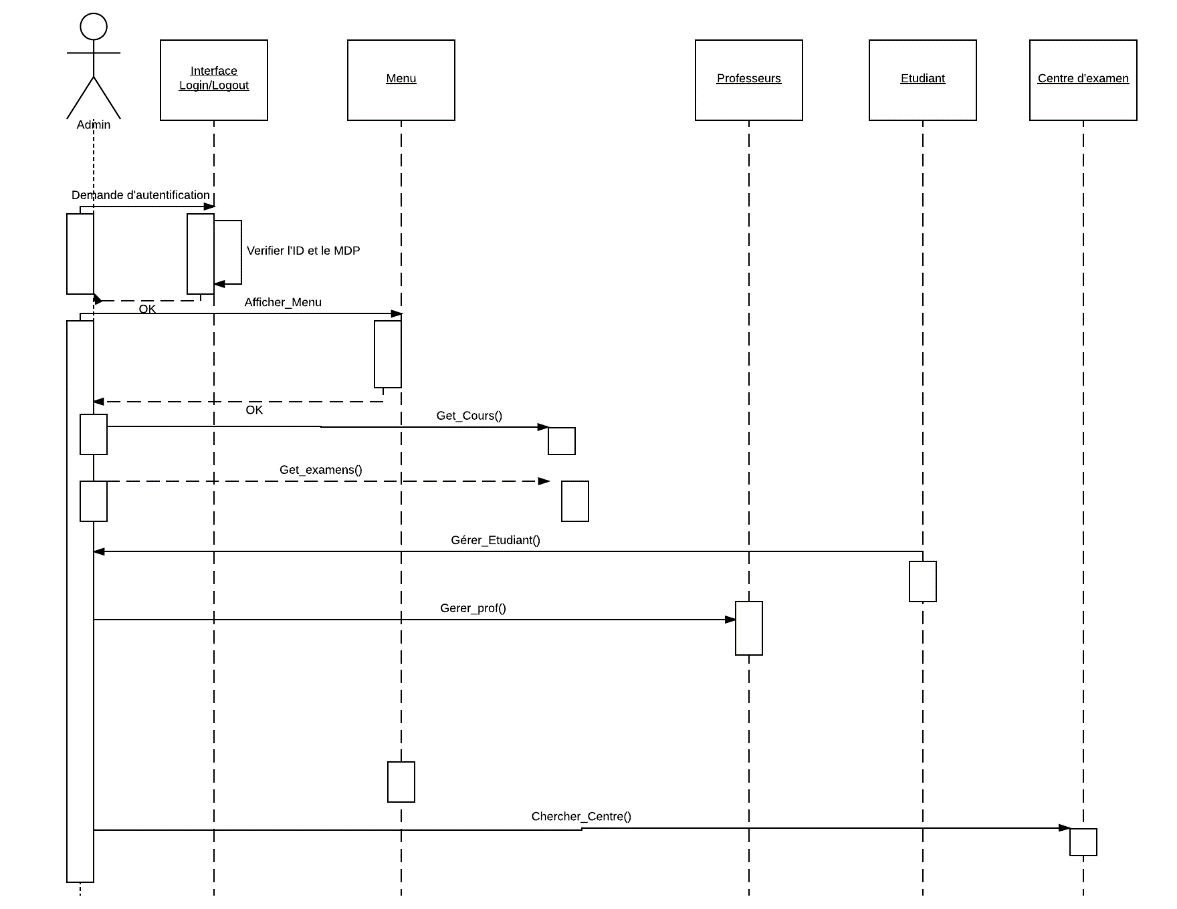 Interface
Login/Logout
Menu
Professeurs
Etudiant
Centre d'examen
Admin
Demande d'autentification
Verifier l'ID et le MDP
OK
Afficher_Menu
OK
Get_Cours()
Get_examens()
Gérer_Etudiant()
Gerer_prof()
Chercher_Centre()